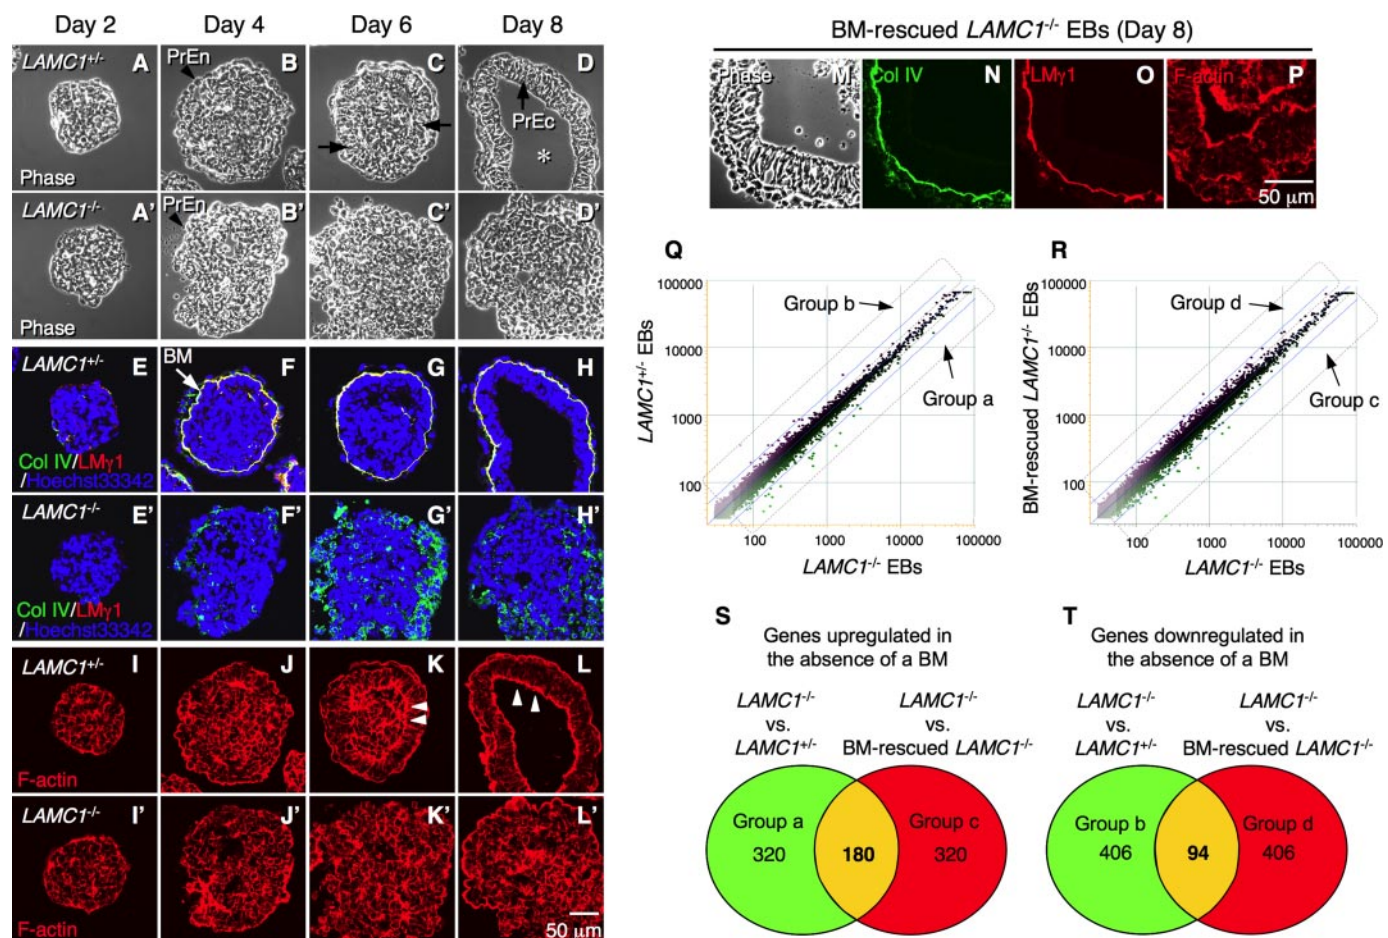 Day 2
Day 4
Day 6
Day 8
LAMC1+/-
A
PrEn
B
C
D
PrEc
*
Phase
LAMC1-/-
A'
PrEn
B'
C'
D'
Phase
LAMC1+/-
E
BM
F
G
H
Col IV/LMγ1
/Hoechst33342
LAMC1-/-
E'
F'
G'
H'
Col IV/LMγ1
/Hoechst33342
LAMC1+/-
I
J
K
L
F-actin
LAMC1-/-
I'
J'
K'
L'
F-actin
50 μm
BM-rescued LAMC1-/- EBs (Day 8)
Phase
M
Col IV
N
LMγ1
O
F-actin
P
50 μm
Q
100000
10000
1000
100
LAMC1+/- EBs
Group b
Group a
100
1000
10000
100000
LAMC1-/- EBs
R
100000
10000
1000
100
BM-rescued LAMC1-/- EBs
Group d
Group c
100
1000
10000
100000
LAMC1-/- EBs
S
Genes upregulated in
the absence of a BM
LAMC1-/-
vs.
LAMC1+/-
LAMC1-/-
vs.
BM-rescued LAMC1-/-
Group a
320
180
Group c
320
T
Genes downregulated in
the absence of a BM
LAMC1-/-
vs.
LAMC1+/-
LAMC1-/-
vs.
BM-rescued LAMC1-/-
Group b
406
94
Group d
406